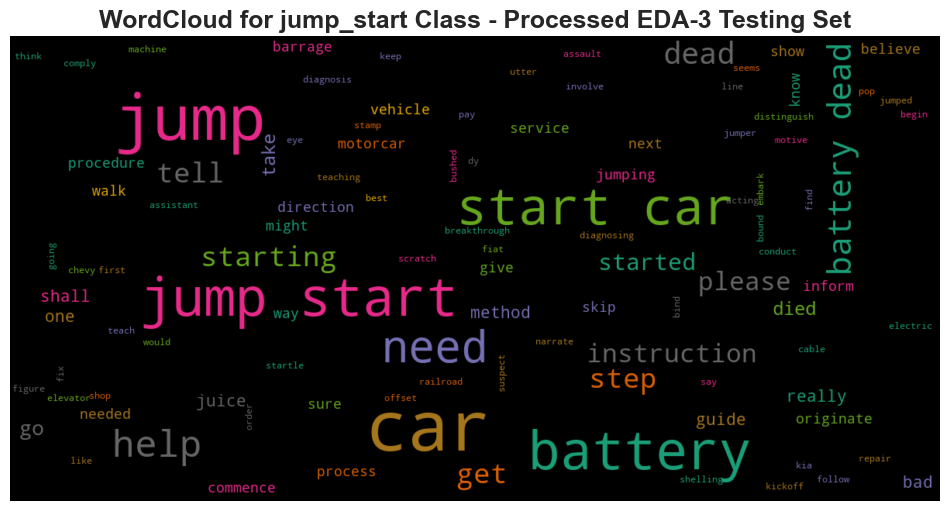 WordCloud for jump_start Class - Processed EDA-3 Testing Set
think
machine
comply
barrage
keep
assault
dead
seems
show
believe
diagnosis
utter
involve
line
know
battery dead
pop
jumped
begin
jump
vehicle
pay
service
distinguish
jumper
motive
stamp
eye
take
motorcar
next
procedure
tell
bushed
dy
jumping
walk
teaching
best
assistant
direction
start car
acting
embark
find
bound
might
breakthrough
diagnosing
going
starting
scratch
fiat
give
started
conduct
chevy
first
please
inform
shall
jump start
way
method
skip
bind
died
one
electric
teach
would
need
narrate
instruction
cable
startle
suspect
step
say
figure
fix
railroad
elevator
shop
juice
order
sure
offset
really
needed
guide
originate
go
help
car
battery
like
process
get
shelling
kia
repair
commence
kickoff
follow
bad